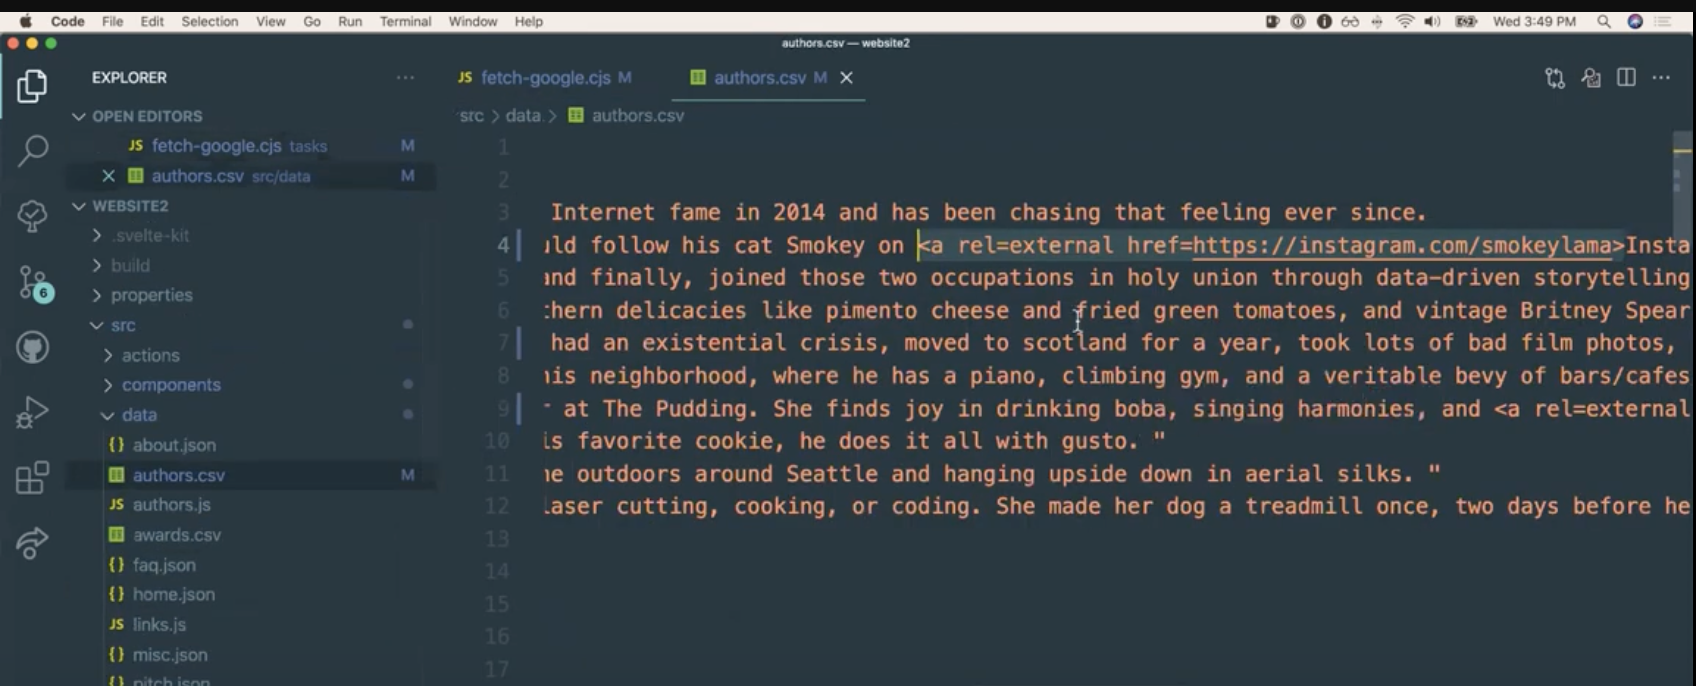 Code File Edit Selection View Go Run Terminal Window Help Wed 3:49 PM
authors.csv — website2
EXPLORER
JS fetch-google.cjs M authors.csv M
OPEN EDITORS
src > data > authors.csv
JS fetch-google.cjs tasks M
authors.csv src/data M
WEBSITE2
.svelte-kit
build
6
properties
src
actions
components
data
{} about.json
authors.csv M
JS authors.js
awards.csv
{} faq.json
{} home.json
JS links.js
{} misc.json
{} pitch.json
1
2
3 Internet fame in 2014 and has been chasing that feeling ever since.
4 follow his cat Smokey on <a rel=external href=https://instagram.com/smokeylama>Insta
5 and finally, joined those two occupations in holy union through data-driven storytelling
6 hern delicacies like pimento cheese and fried green tomatoes, and vintage Britney Spear
7 had an existential crisis, moved to scotland for a year, took lots of bad film photos,
8 his neighborhood, where he has a piano, climbing gym, and a veritable bevy of bars/cafes
9 at The Pudding. She finds joy in drinking boba, singing harmonies, and <a rel=external
10 is favorite cookie, he does it all with gusto. "
11 e outdoors around Seattle and hanging upside down in aerial silks. "
12 laser cutting, cooking, or coding. She made her dog a treadmill once, two days before he
13
14
15
16
17